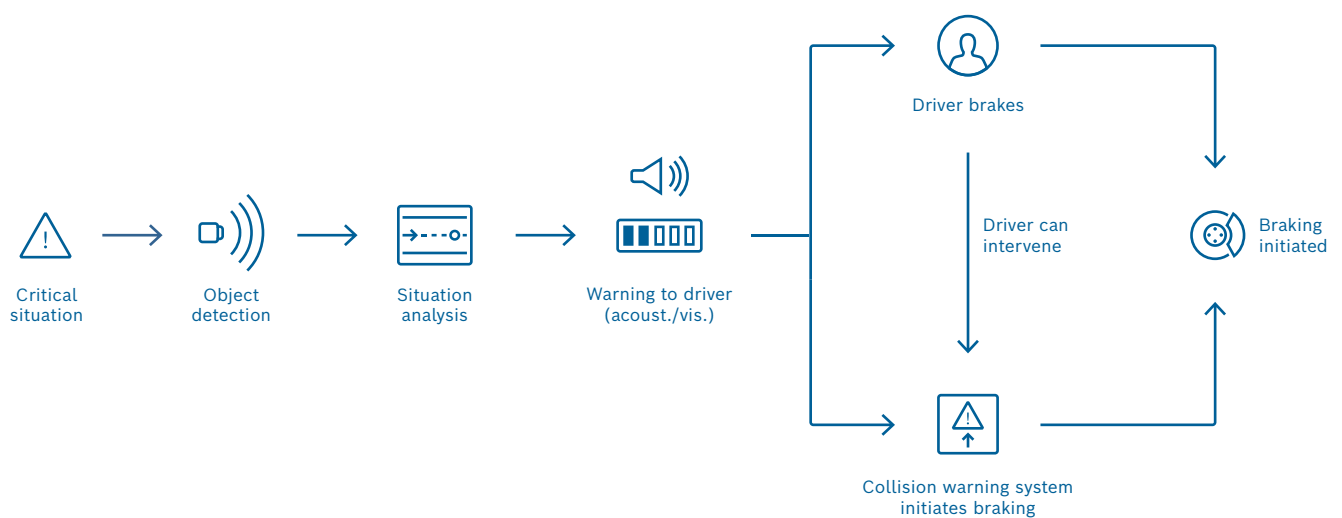 Critical
situation
Object
detection
Situation
analysis
Warning to driver
(acoust./vis.)
Driver brakes
Driver can
intervene
Collision warning system
initiates braking
Braking
initiated